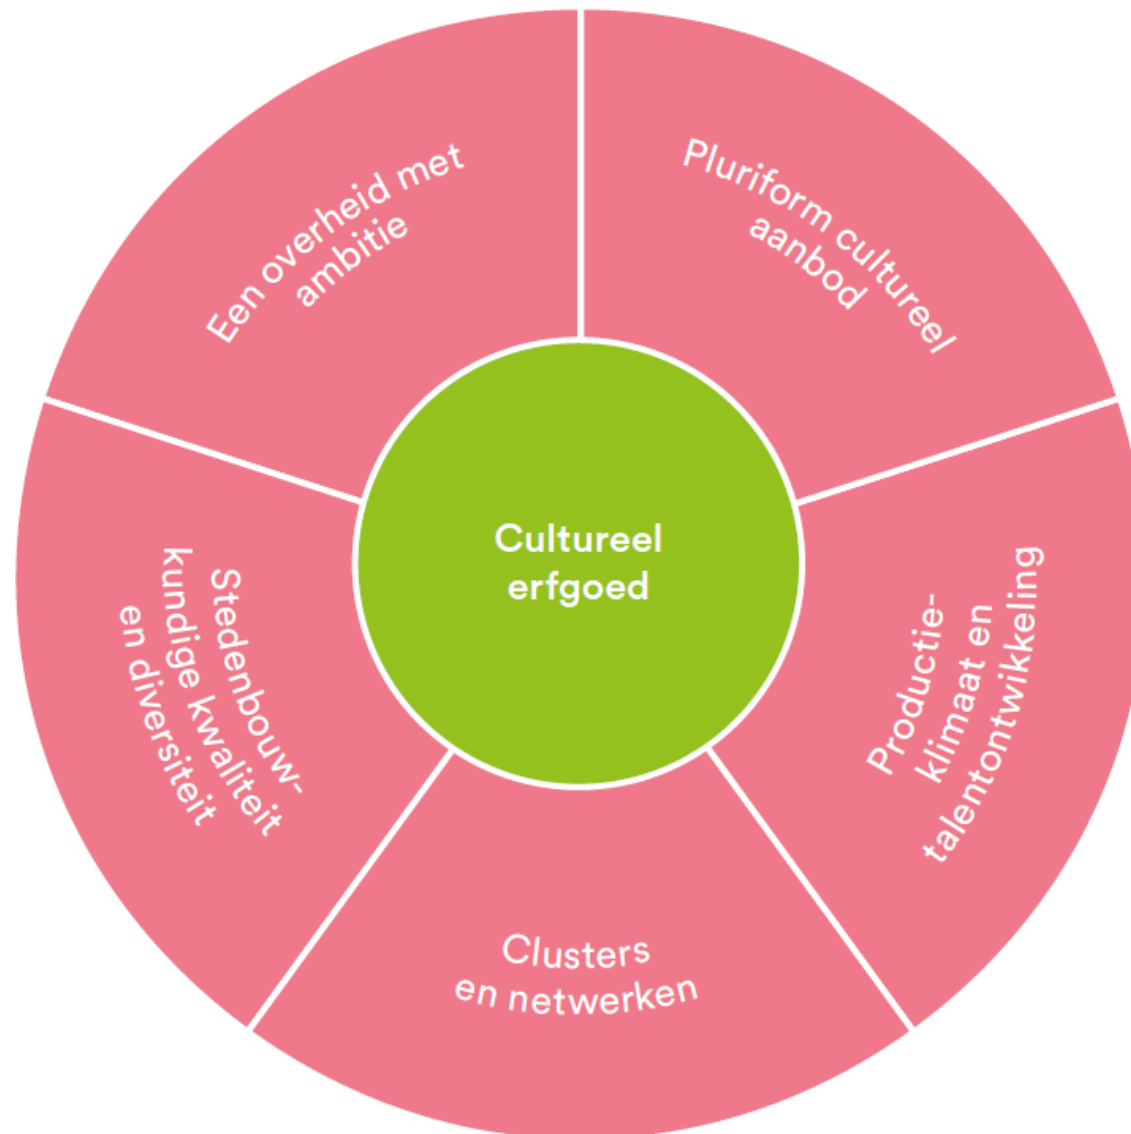 Een overheid met
ambitie
Pluriform cultureel
aanbod
Cultureel
erfgoed
Stedenbouw-
kundige kwaliteit
en diversiteit
Productie-
klimaat en
talentontwikkeling
Clusters
en netwerken